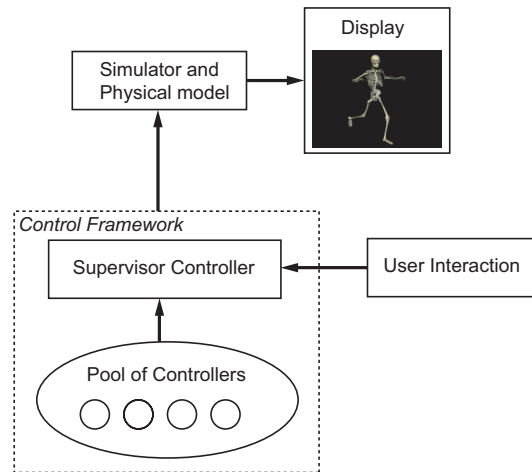 Display
Simulator and
Physical model
Control Framework
Supervisor Controller
User Interaction
Pool of Controllers